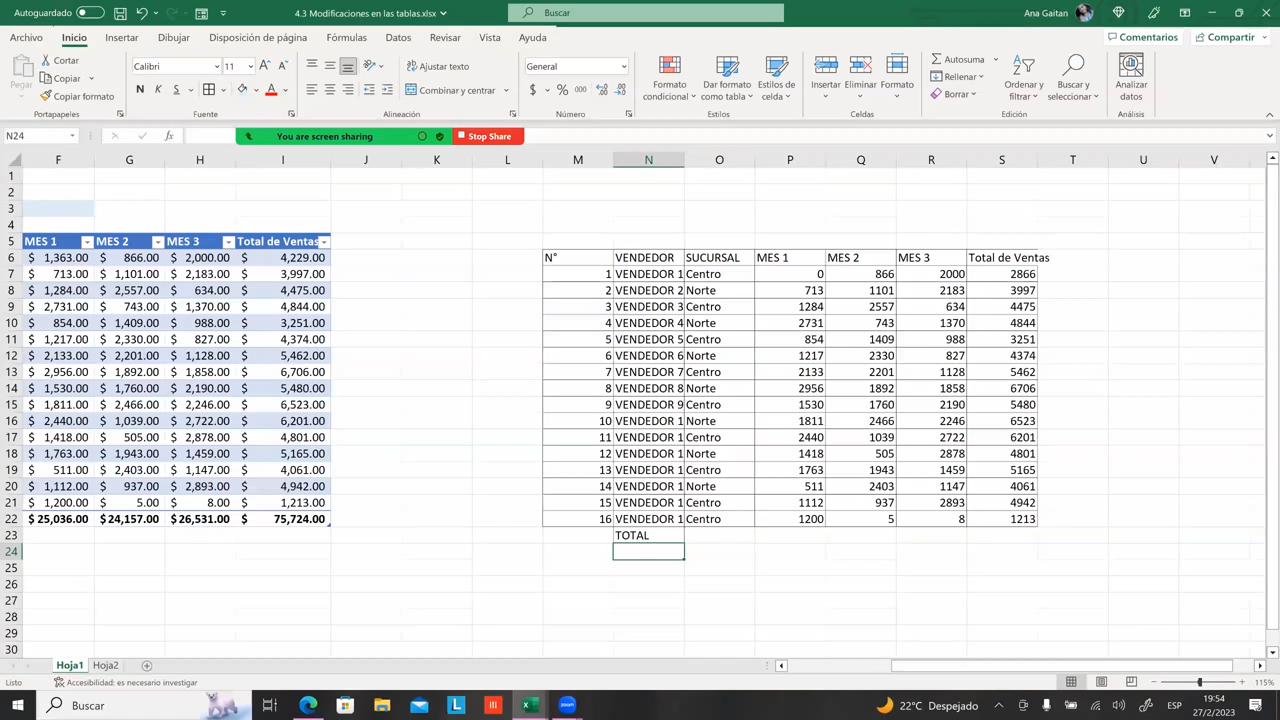 Autoguardado 4.3 Modificaciones en las tablas.xlsx Buscar Ana Gaitan
Archivo Inicio Insertar Dibujar Disposición de página Fórmulas Datos Revisar Vista Ayuda Comentarios Compartir
Pegar Cortar Copiar Copiar formato
Calibri 11 Ajustar texto General
N K S Combinar y centrar $ % 000
Formato condicional Dar formato como tabla Estilos de celda Insertar Eliminar Formato
Autosuma Rellenar Borrar Ordenar y filtrar Buscar y seleccionar Analizar datos
Portapapeles Fuente Alineación Número Estilos Celdas Edición Análisis
N24 fx You are screen sharing Stop Share
F G H I J K L M N O P Q R S T U V
1
2
3
4
5 MES 1 MES 2 MES 3 Total de Ventas
6 $ 1,363.00 $ 866.00 $ 2,000.00 $ 4,229.00 N° VENDEDOR SUCURSAL MES 1 MES 2 MES 3 Total de Ventas
7 $ 713.00 $ 1,101.00 $ 2,183.00 $ 3,997.00 1 VENDEDOR 1 Centro 0 866 2000 2866
8 $ 1,284.00 $ 2,557.00 $ 634.00 $ 4,475.00 2 VENDEDOR 2 Norte 713 1101 2183 3997
9 $ 2,731.00 $ 743.00 $ 1,370.00 $ 4,844.00 3 VENDEDOR 3 Centro 1284 2557 634 4475
10 $ 854.00 $ 1,409.00 $ 988.00 $ 3,251.00 4 VENDEDOR 4 Norte 2731 743 1370 4844
11 $ 1,217.00 $ 2,330.00 $ 827.00 $ 4,374.00 5 VENDEDOR 5 Centro 854 1409 988 3251
12 $ 2,133.00 $ 2,201.00 $ 1,128.00 $ 5,462.00 6 VENDEDOR 6 Norte 1217 2330 827 4374
13 $ 2,956.00 $ 1,892.00 $ 1,858.00 $ 6,706.00 7 VENDEDOR 7 Centro 2133 2201 1128 5462
14 $ 1,530.00 $ 1,760.00 $ 2,190.00 $ 5,480.00 8 VENDEDOR 8 Norte 2956 1892 1858 6706
15 $ 1,811.00 $ 2,466.00 $ 2,246.00 $ 6,523.00 9 VENDEDOR 9 Centro 1530 1760 2190 5480
16 $ 2,440.00 $ 1,039.00 $ 2,722.00 $ 6,201.00 10 VENDEDOR 1 Norte 1811 2466 2246 6523
17 $ 1,418.00 $ 505.00 $ 2,878.00 $ 4,801.00 11 VENDEDOR 1 Centro 2440 1039 2722 6201
18 $ 1,763.00 $ 1,943.00 $ 1,459.00 $ 5,165.00 12 VENDEDOR 1 Norte 1418 505 2878 4801
19 $ 511.00 $ 2,403.00 $ 1,147.00 $ 4,061.00 13 VENDEDOR 1 Centro 1763 1943 1459 5165
20 $ 1,112.00 $ 937.00 $ 2,893.00 $ 4,942.00 14 VENDEDOR 1 Norte 511 2403 1147 4061
21 $ 1,200.00 $ 5.00 $ 8.00 $ 1,213.00 15 VENDEDOR 1 Centro 1112 937 2893 4942
22 $ 25,036.00 $ 24,157.00 $ 26,531.00 $ 75,724.00 16 VENDEDOR 1 Centro 1200 5 8 1213
23 TOTAL
24
25
26
27
28
29
30
Hoja1 Hoja2
Listo Accesibilidad: es necesario investigar 115%
Buscar 22°C Despejado ESP 19:54
27/2/2023